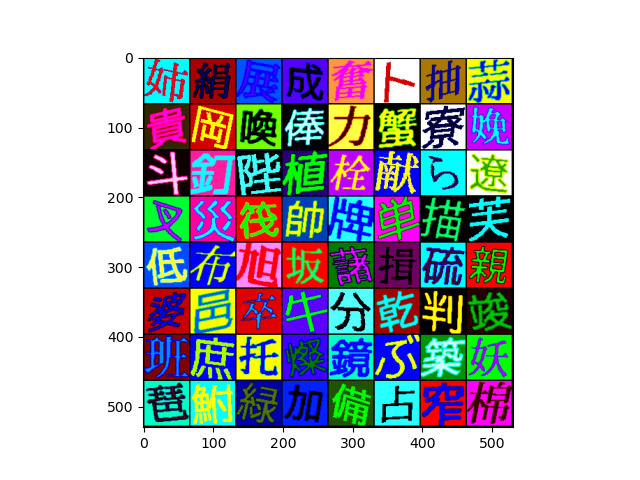 姉絹展成奮ト抽蒜
貴岡喚俸力蟹寮娩
斗釘陛植栓献ら遼
叉災筏帥牌単描芙
低布旭坂藷揖硫親
婆邑卒牛分乾判竣
班庶托燦鏡ぶ築妖
琶鮒緑加備占窄棉
0
100
200
300
400
500
0 100 200 300 400 500